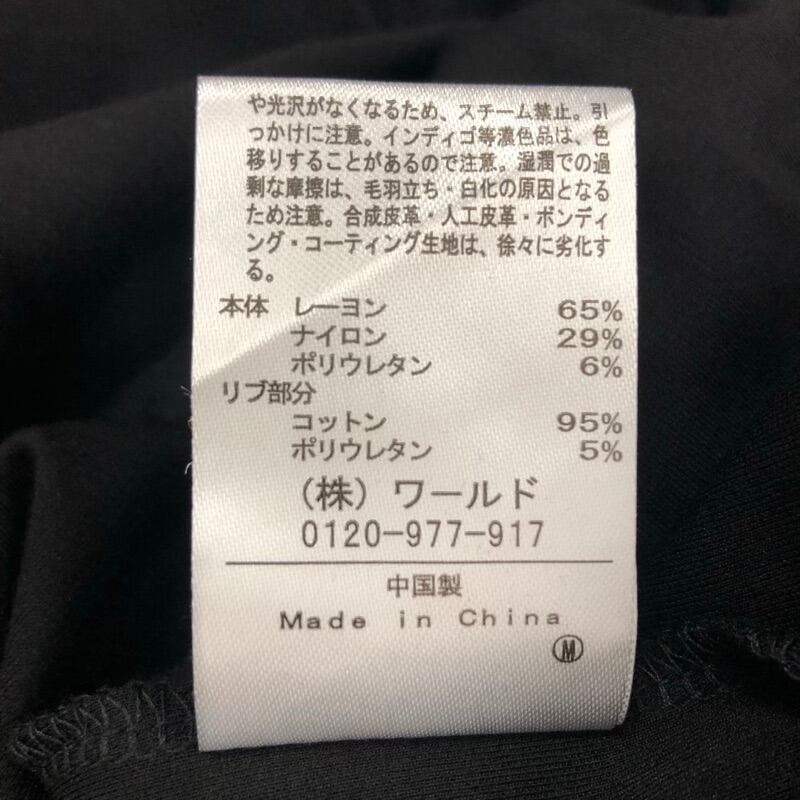 や光沢がなくなるため、スチーム禁止。引
っかけに注意。インディゴ等濃色品は、色
移りすることがあるので注意。湿潤での過
剰な摩擦は、毛羽立ち・白化の原因となる
ため注意。合成皮革・人工皮革・ボンディ
ング・コーティング生地は、徐々に劣化す
る。
本体 レーヨン 65%
ナイロン 29%
ポリウレタン 6%
リブ部分
コットン 95%
ポリウレタン 5%
（株）ワールド
0120-977-917
中国製
Made in China
Ⓜ